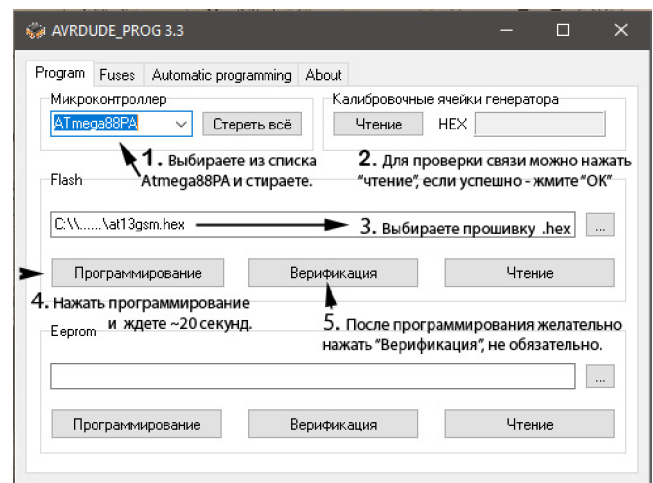 AVRDUDE_PROG 3.3
Program Fuses Automatic programming About
Микроконтроллер
Калибровочные ячейки генератора
ATmega88PA Стереть всё
Чтение HEX
1. Выбираете из списка
Atmega88PA и стираете.
2. Для проверки связи можно нажать
“чтение”, если успешно - жмите “OK”
Flash
C:\\......\at13gsm.hex
3. Выбираете прошивку .hex ...
Программирование Верификация Чтение
4. Нажать программирование
и ждете ~20 секунд.
5. После программирования желательно
нажать “Верификация”, не обязательно.
Eeprom
...
Программирование Верификация Чтение